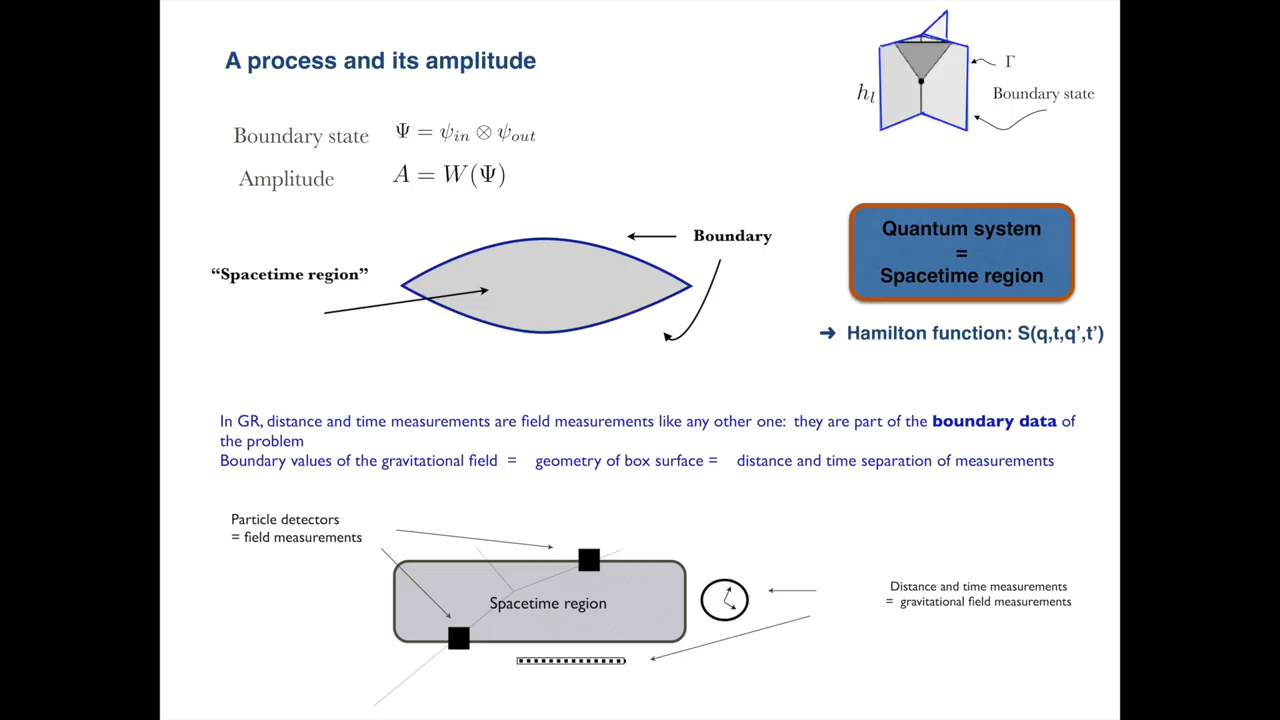 A process and its amplitude
Boundary state Ψ = ψ_in ⊗ ψ_out
Amplitude A = W(Ψ)
h_l
Γ
Boundary state
Boundary
“Spacetime region”
Quantum system
=
Spacetime region
➜ Hamilton function: S(q,t,q’,t’)
In GR, distance and time measurements are field measurements like any other one: they are part of the boundary data of
the problem
Boundary values of the gravitational field = geometry of box surface = distance and time separation of measurements
Particle detectors
= field measurements
Spacetime region
Distance and time measurements
= gravitational field measurements